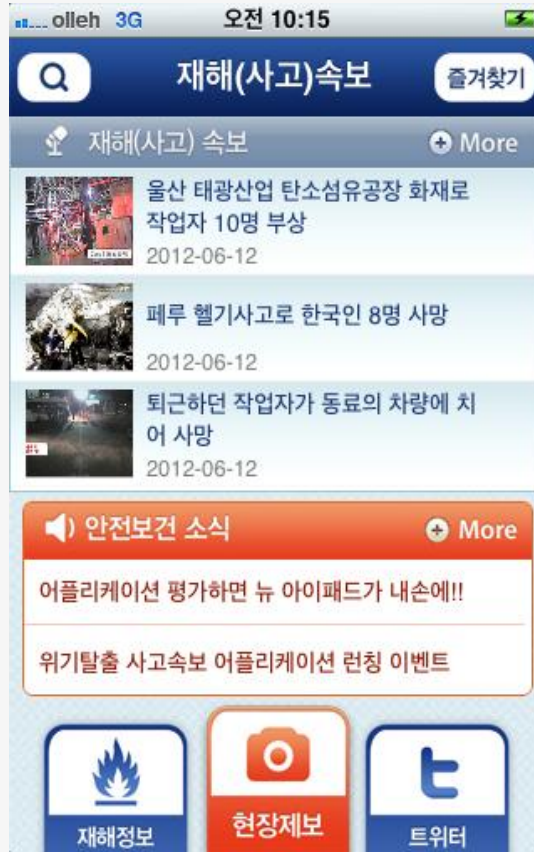 olleh 3G 오전 10:15
재해(사고)속보
즐겨찾기
재해(사고) 속보
More
울산 태광산업 탄소섬유공장 화재로
작업자 10명 부상
2012-06-12
페루 헬기사고로 한국인 8명 사망
2012-06-12
퇴근하던 작업자가 동료의 차량에 치
어 사망
2012-06-12
안전보건 소식
More
어플리케이션 평가하면 뉴 아이패드가 내손에!!
위기탈출 사고속보 어플리케이션 런칭 이벤트
재해정보
현장제보
트위터